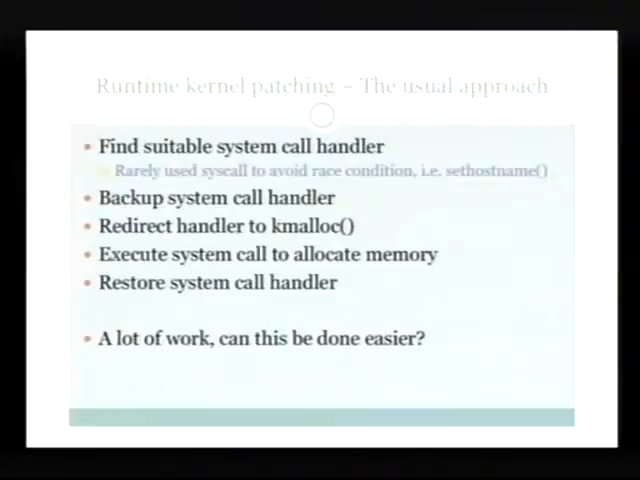 Runtime kernel patching – The usual approach
Find suitable system call handler
Rarely used syscall to avoid race condition, i.e. sethostname()
Backup system call handler
Redirect handler to kmalloc()
Execute system call to allocate memory
Restore system call handler
A lot of work, can this be done easier?